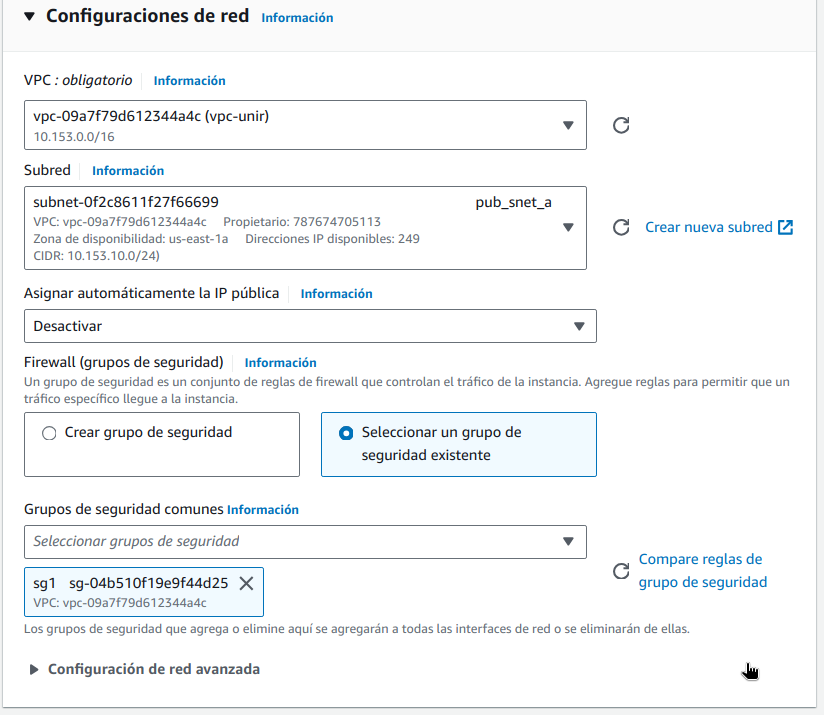 Configuraciones de red Información
VPC : obligatorio Información
vpc-09a7f79d612344a4c (vpc-unir)
10.153.0.0/16
Subred Información
subnet-0f2c8611f27f66699 pub_snet_a
VPC: vpc-09a7f79d612344a4c Propietario: 787674705113
Zona de disponibilidad: us-east-1a Direcciones IP disponibles: 249
CIDR: 10.153.10.0/24)
Crear nueva subred
Asignar automáticamente la IP pública Información
Desactivar
Firewall (grupos de seguridad) Información
Un grupo de seguridad es un conjunto de reglas de firewall que controlan el tráfico de la instancia. Agregue reglas para permitir que un
tráfico específico llegue a la instancia.
Crear grupo de seguridad
Seleccionar un grupo de
seguridad existente
Grupos de seguridad comunes Información
Seleccionar grupos de seguridad
sg1 sg-04b510f19e9f44d25
VPC: vpc-09a7f79d612344a4c
Compare reglas de
grupo de seguridad
Los grupos de seguridad que agrega o elimine aquí se agregarán a todas las interfaces de red o se eliminarán de ellas.
Configuración de red avanzada